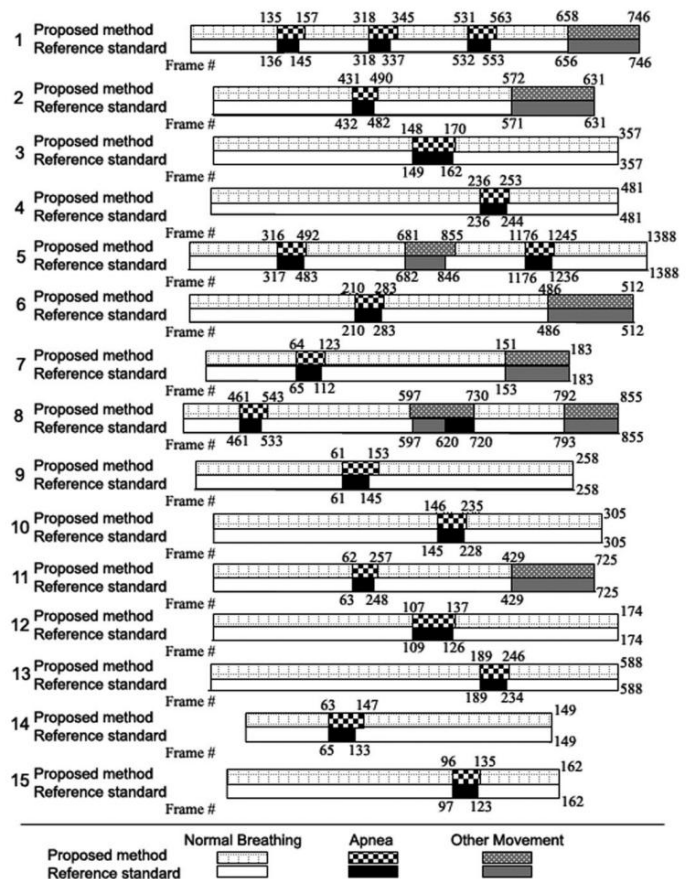 135 157 318 345 531 563 658 746
1 Proposed method
Reference standard
Frame # 136 145 318 337 532 553 656 746
431 490 572 631
2 Proposed method
Reference standard
Frame # 432 482 571 631
148 170 357
3 Proposed method
Reference standard
Frame # 149 162 357
236 253 481
4 Proposed method
Reference standard
Frame # 236 244 481
316 492 681 855 1176 1245 1388
5 Proposed method
Reference standard
Frame # 317 483 682 846 1176 1236 1388
210 283 486 512
6 Proposed method
Reference standard
Frame # 210 283 486 512
64 123 151 183
7 Proposed method
Reference standard
Frame # 65 112 153 183
461 543 597 730 792 855
8 Proposed method
Reference standard
Frame # 461 533 597 620 720 793 855
61 153 258
9 Proposed method
Reference standard
Frame # 61 145 258
146 235 305
10 Proposed method
Reference standard
Frame # 145 228 305
62 257 429 725
11 Proposed method
Reference standard
Frame # 63 248 429 725
107 137 174
12 Proposed method
Reference standard
Frame # 109 126 174
189 246 588
13 Proposed method
Reference standard
Frame # 189 234 588
63 147 149
14 Proposed method
Reference standard
Frame # 65 133 149
96 135 162
15 Proposed method
Reference standard
Frame # 97 123 162
Normal Breathing Apnea Other Movement
Proposed method
Reference standard